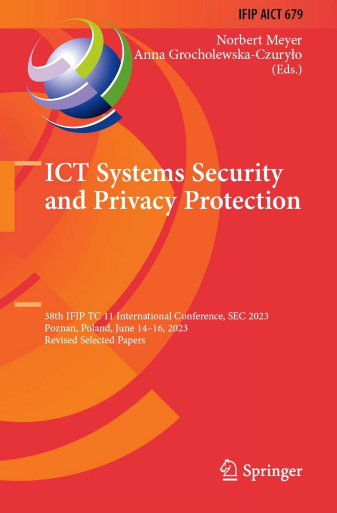 IFIP AICT 679
Norbert Meyer
Anna Grocholewska-Czuryło
(Eds.)
ICT Systems Security
and Privacy Protection
38th IFIP TC 11 International Conference, SEC 2023
Poznan, Poland, June 14–16, 2023
Revised Selected Papers
Springer